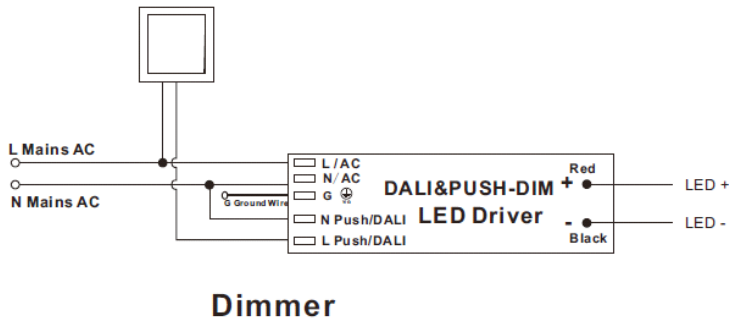 L Mains AC
N Mains AC
G Ground Wire
L/AC
N/AC
G
N Push/DALI
L Push/DALI
DALI&PUSH-DIM
LED Driver
Red
+
-
Black
LED +
LED -
Dimmer